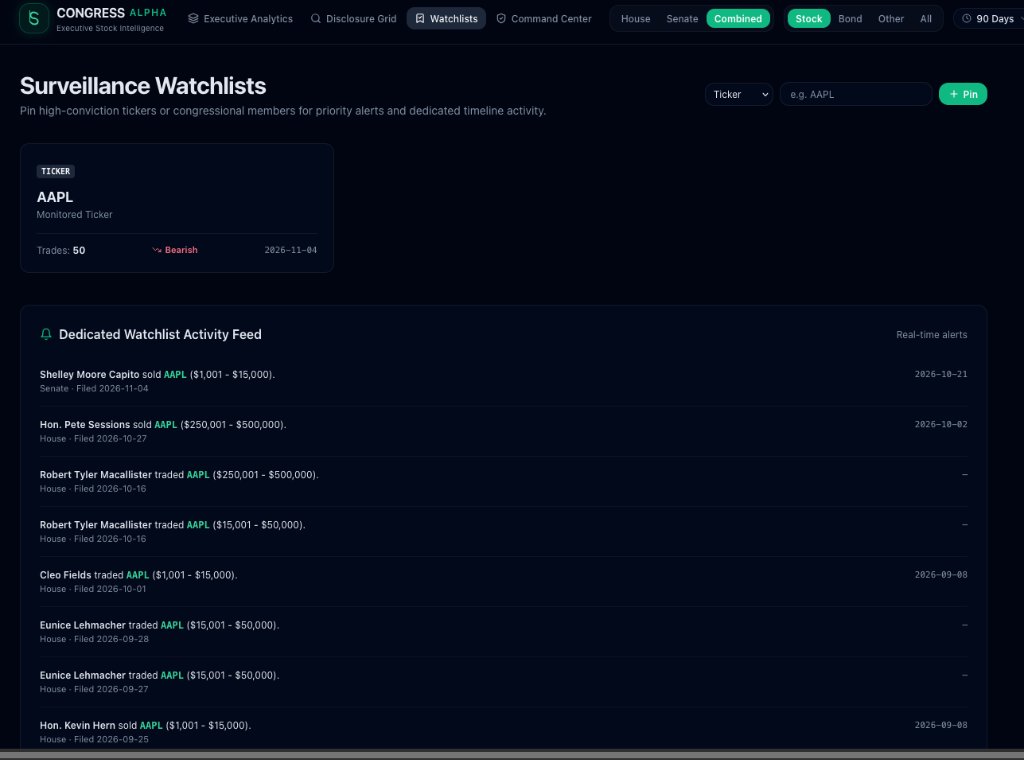 CONGRESS ALPHA
Executive Stock Intelligence
Executive Analytics
Disclosure Grid
Watchlists
Command Center
House Senate Combined
Stock Bond Other All
90 Days
Surveillance Watchlists
Pin high-conviction tickers or congressional members for priority alerts and dedicated timeline activity.
Ticker
e.g. AAPL
+ Pin
TICKER
AAPL
Monitored Ticker
Trades: 50 Bearish 2026-11-04
Dedicated Watchlist Activity Feed Real-time alerts
Shelley Moore Capito sold AAPL ($1,001 - $15,000). 2026-10-21
Senate · Filed 2026-11-04
Hon. Pete Sessions sold AAPL ($250,001 - $500,000). 2026-10-02
House · Filed 2026-10-27
Robert Tyler Macallister traded AAPL ($250,001 - $500,000). —
House · Filed 2026-10-16
Robert Tyler Macallister traded AAPL ($15,001 - $50,000). —
House · Filed 2026-10-16
Cleo Fields traded AAPL ($1,001 - $15,000). 2026-09-08
House · Filed 2026-10-01
Eunice Lehmacher traded AAPL ($15,001 - $50,000). —
House · Filed 2026-09-28
Eunice Lehmacher traded AAPL ($15,001 - $50,000). —
House · Filed 2026-09-27
Hon. Kevin Hern sold AAPL ($1,001 - $15,000). 2026-09-08
House · Filed 2026-09-25